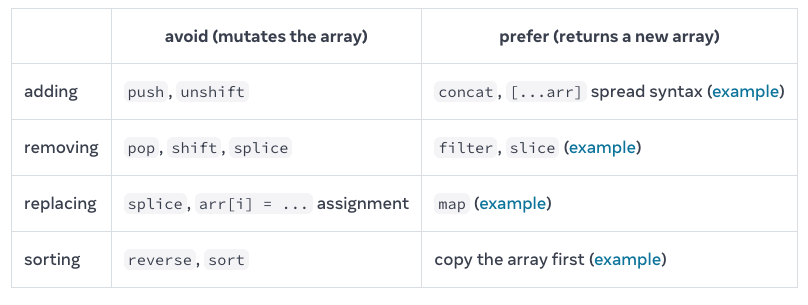 avoid (mutates the array) prefer (returns a new array)
adding push, unshift concat, [...arr] spread syntax (example)
removing pop, shift, splice filter, slice (example)
replacing splice, arr[i] = ... assignment map (example)
sorting reverse, sort copy the array first (example)